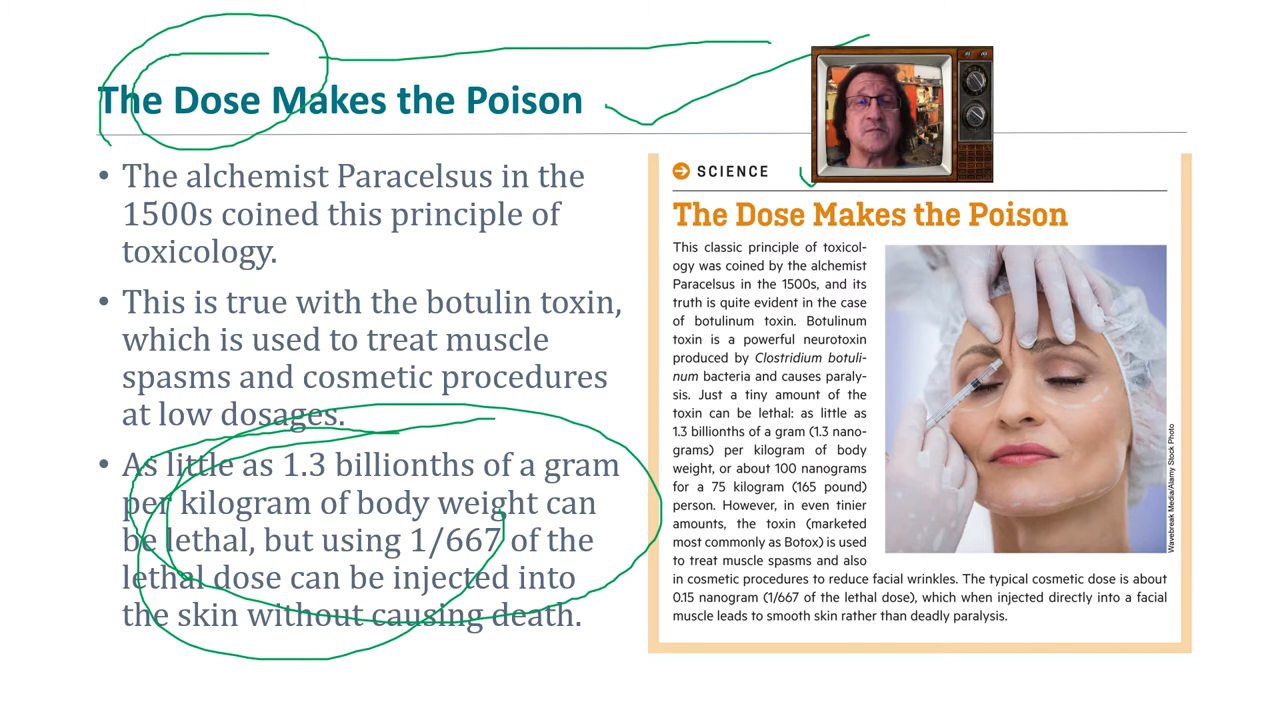 The Dose Makes the Poison
• The alchemist Paracelsus in the
1500s coined this principle of
toxicology.
• This is true with the botulin toxin,
which is used to treat muscle
spasms and cosmetic procedures
at low dosages.
• As little as 1.3 billionths of a gram
per kilogram of body weight can
be lethal, but using 1/667 of the
lethal dose can be injected into
the skin without causing death.
SCIENCE
The Dose Makes the Poison
This classic principle of toxicol-
ogy was coined by the alchemist
Paracelsus in the 1500s, and its
truth is quite evident in the case
of botulinum toxin. Botulinum
toxin is a powerful neurotoxin
produced by Clostridium botuli-
num bacteria and causes paraly-
sis. Just a tiny amount of the
toxin can be lethal: as little as
1.3 billionths of a gram (1.3 nano-
grams) per kilogram of body
weight, or about 100 nanograms
for a 75 kilogram (165 pound)
person. However, in even tinier
amounts, the toxin (marketed
most commonly as Botox) is used
to treat muscle spasms and also
in cosmetic procedures to reduce facial wrinkles. The typical cosmetic dose is about
0.15 nanogram (1/667 of the lethal dose), which when injected directly into a facial
muscle leads to smooth skin rather than deadly paralysis.
Wavebreak Media/Alamy Stock Photo